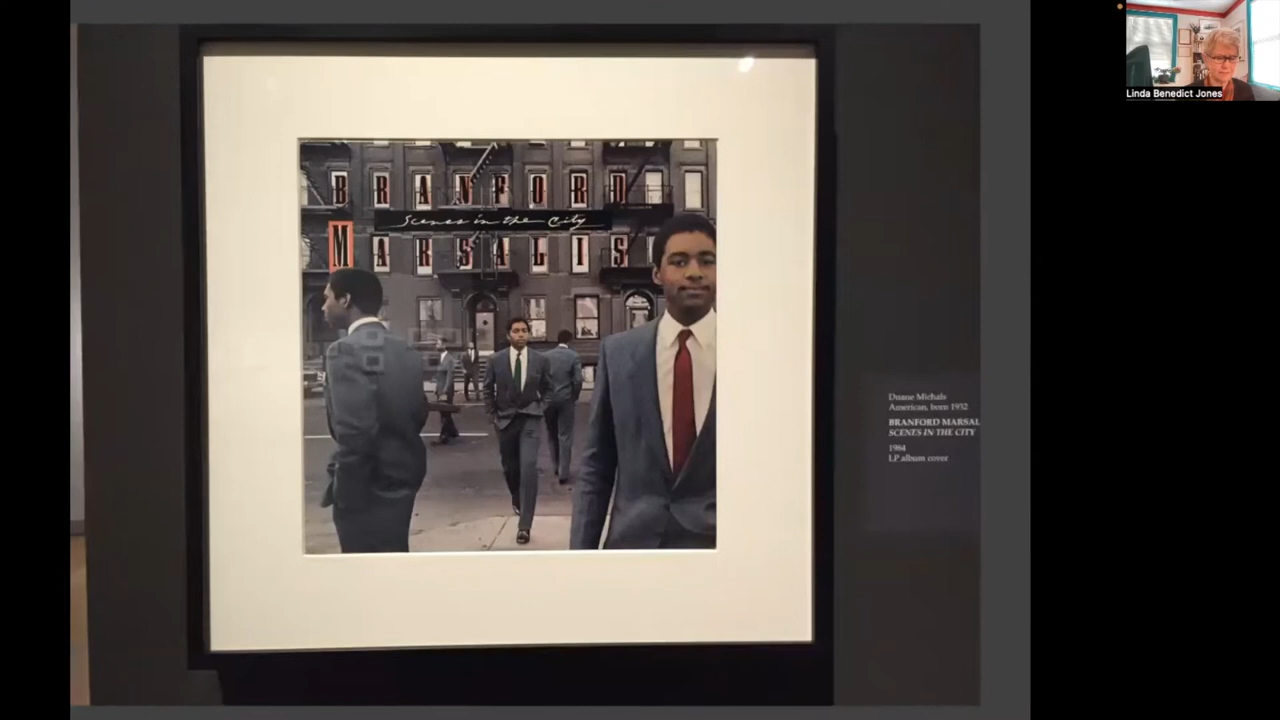 BRANFORD
Scenes in the City
MARSALIS
Duane Michals
American, born 1932
BRANFORD MARSAL
SCENES IN THE CITY
1984
LP album cover
Linda Benedict Jones